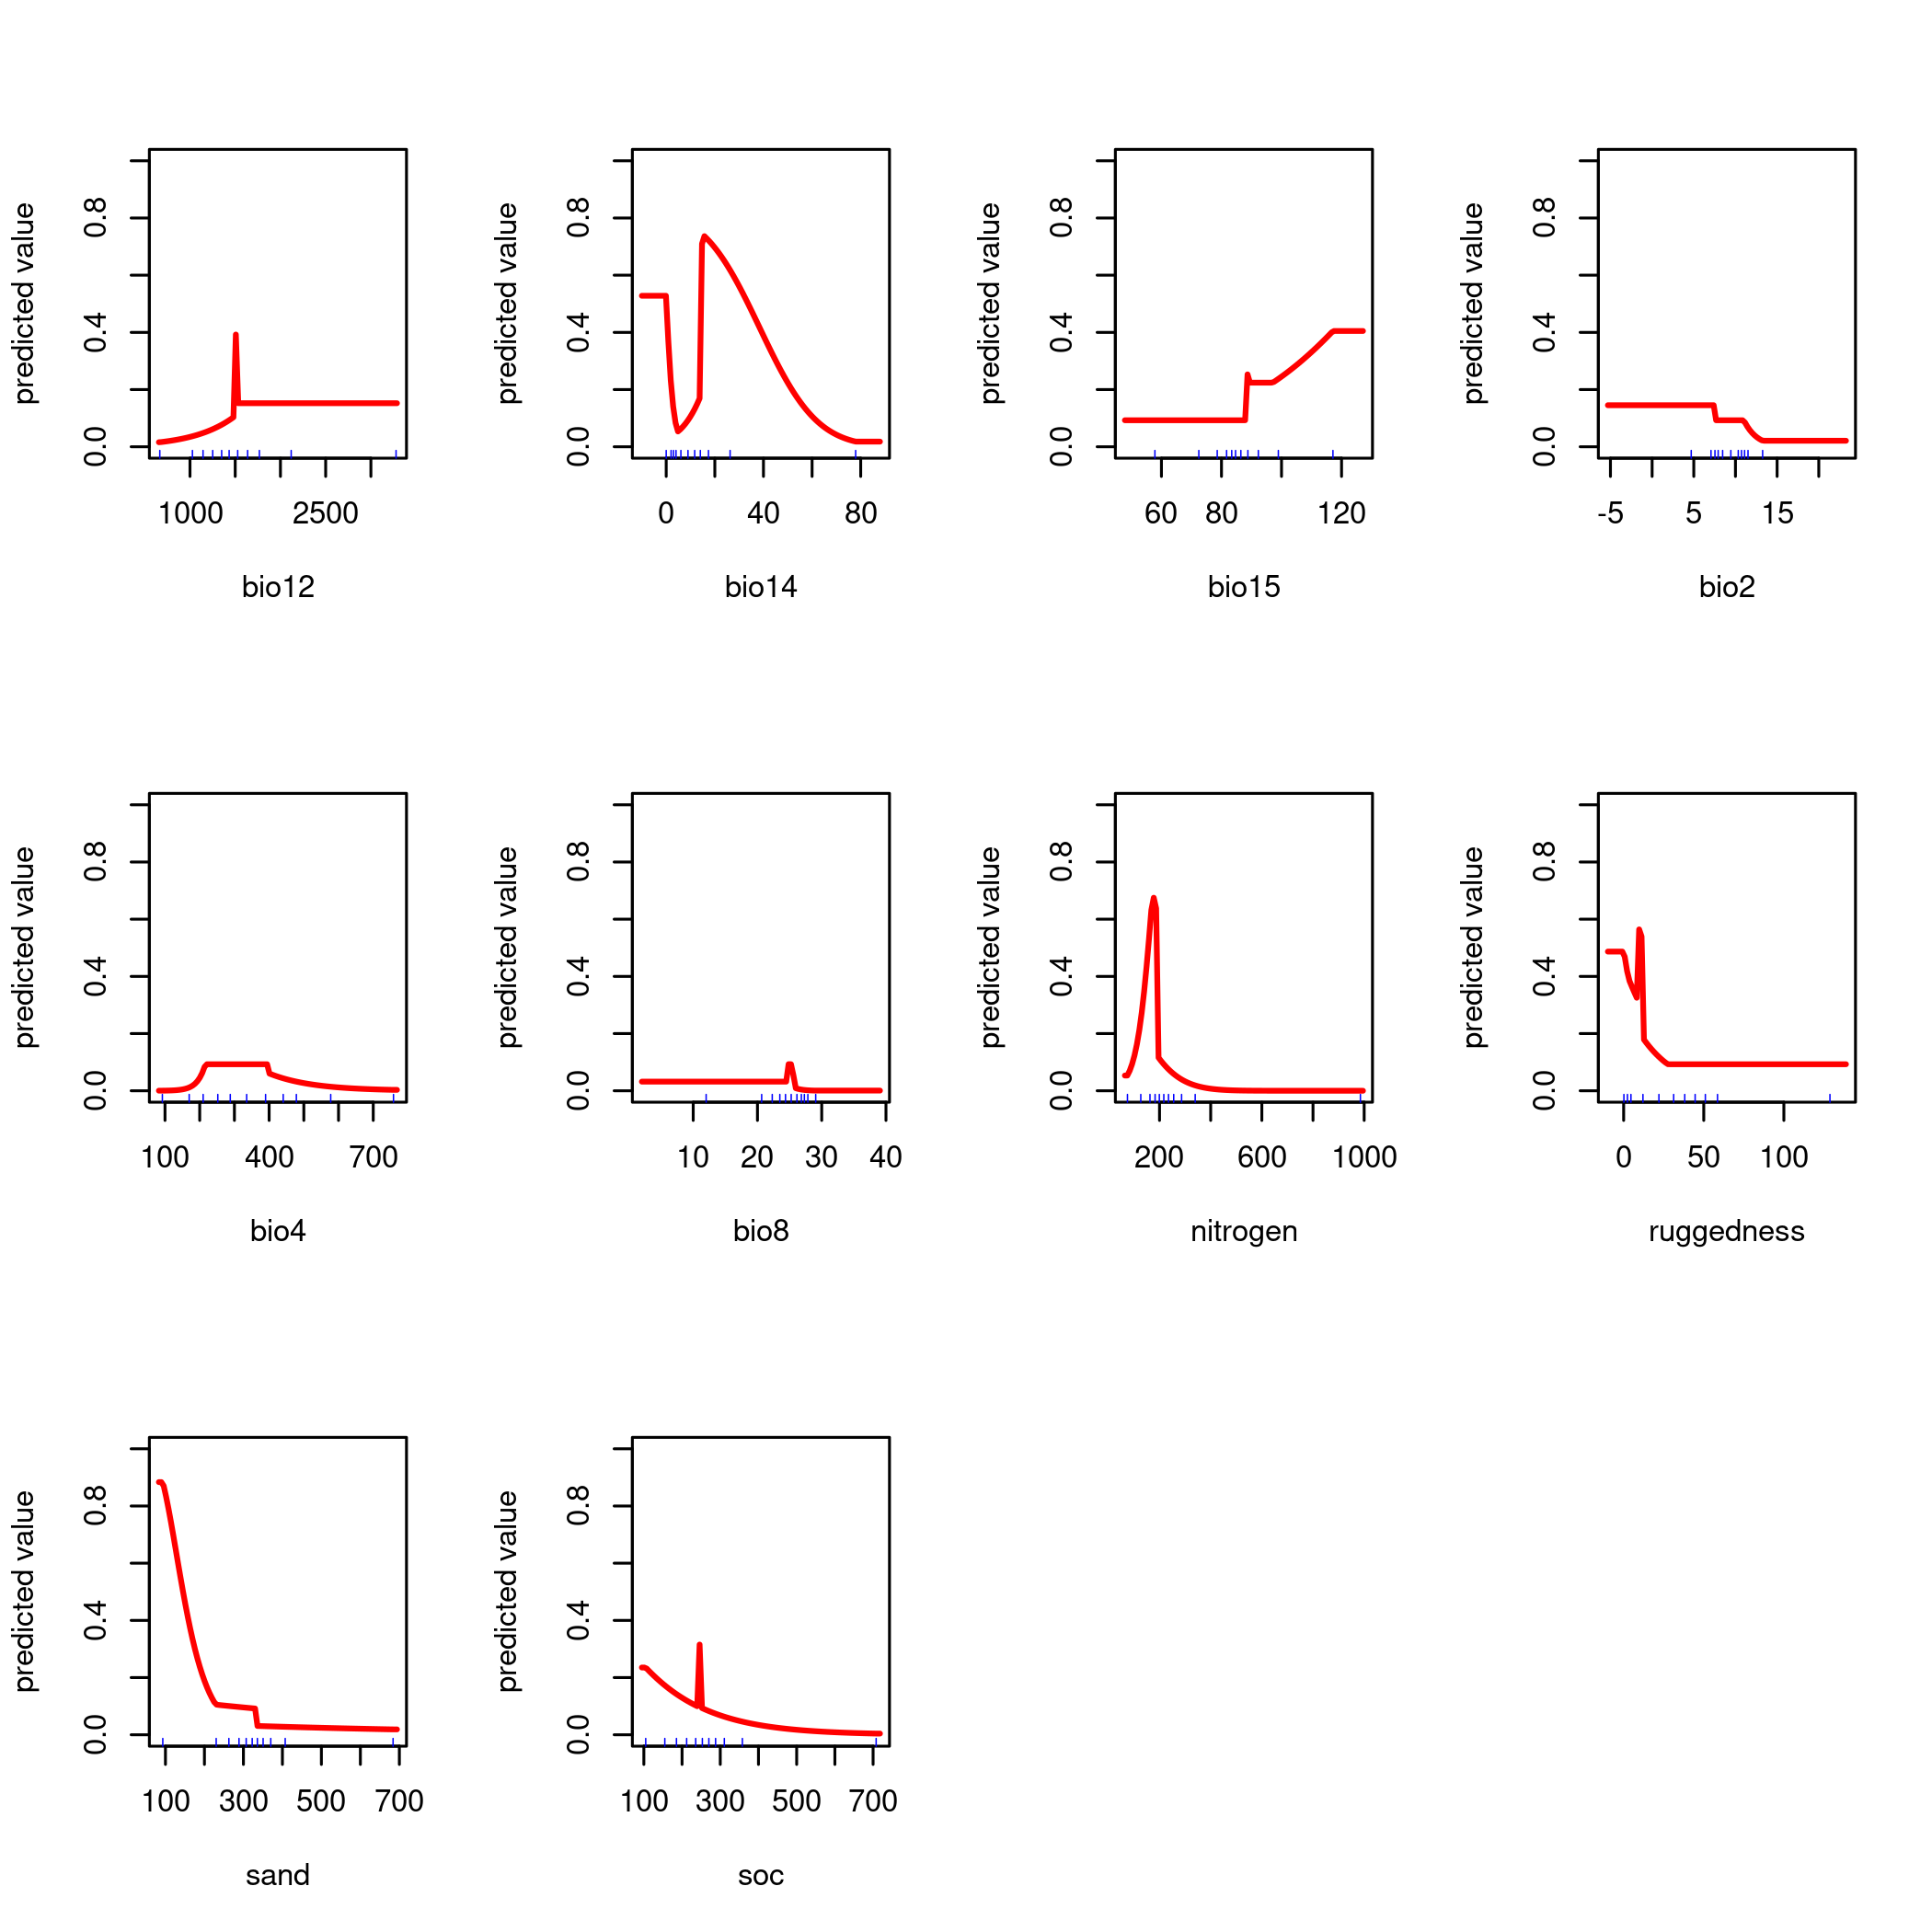 predicted value
0.0 0.4 0.8
1000 2500
bio12
predicted value
0.0 0.4 0.8
0 40 80
bio14
predicted value
0.0 0.4 0.8
60 80 120
bio15
predicted value
0.0 0.4 0.8
-5 5 15
bio2
predicted value
0.0 0.4 0.8
100 400 700
bio4
predicted value
0.0 0.4 0.8
10 20 30 40
bio8
predicted value
0.0 0.4 0.8
200 600 1000
nitrogen
predicted value
0.0 0.4 0.8
0 50 100
ruggedness
predicted value
0.0 0.4 0.8
100 300 500 700
sand
predicted value
0.0 0.4 0.8
100 300 500 700
soc